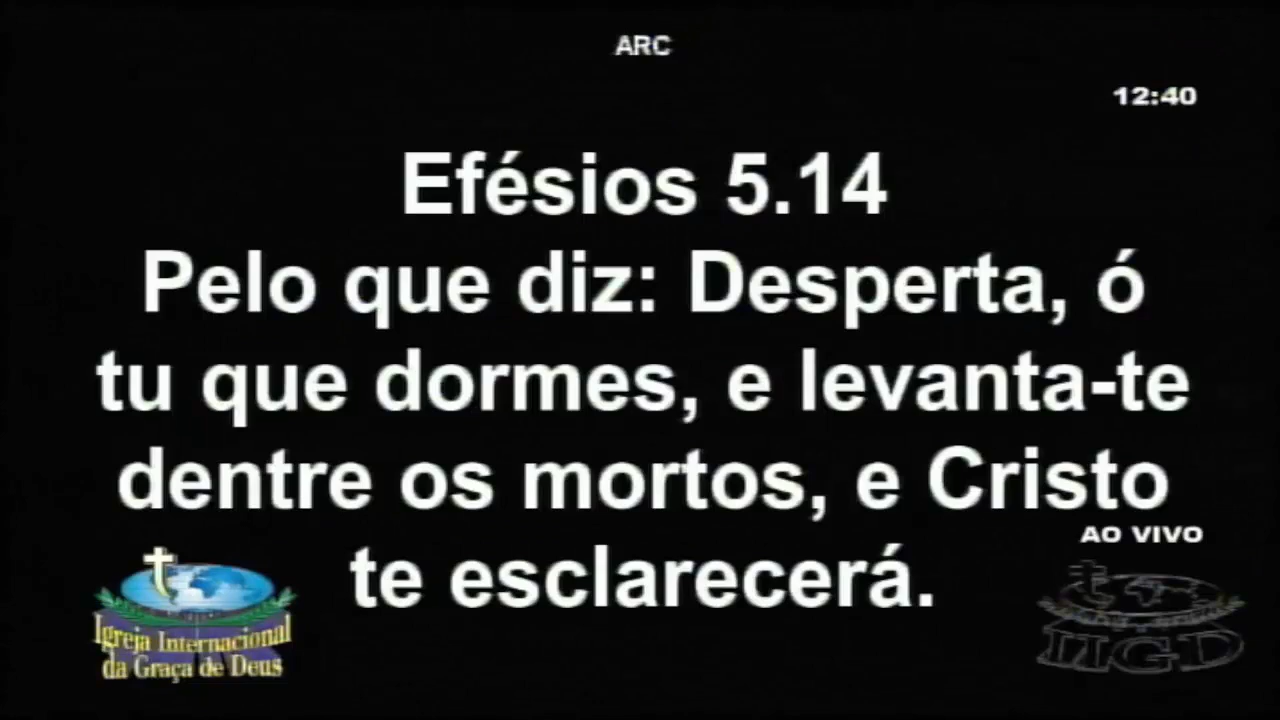 ARC
12:40
Efésios 5.14
Pelo que diz: Desperta, ó
tu que dormes, e levanta-te
dentre os mortos, e Cristo
te esclarecerá.
AO VIVO
Igreja Internacional
da Graça de Deus
IIGD